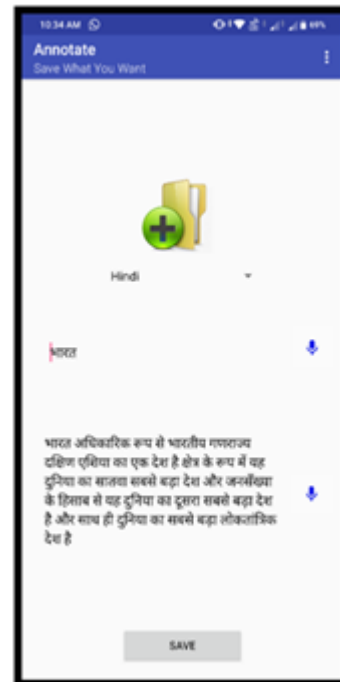 10:34 AM
69%
Annotate
Save What You Want
Hindi
भारत
भारत अधिकारिक रूप से भारतीय गणराज्य
दक्षिण एशिया का एक देश है क्षेत्र के रूप में यह
दुनिया का सातवा सबसे बड़ा देश और जनसँख्या
के हिसाब से यह दुनिया का दूसरा सबसे बड़ा देश
है और साथ ही दुनिया का सबसे बड़ा लोकतांत्रिक
देश है
SAVE